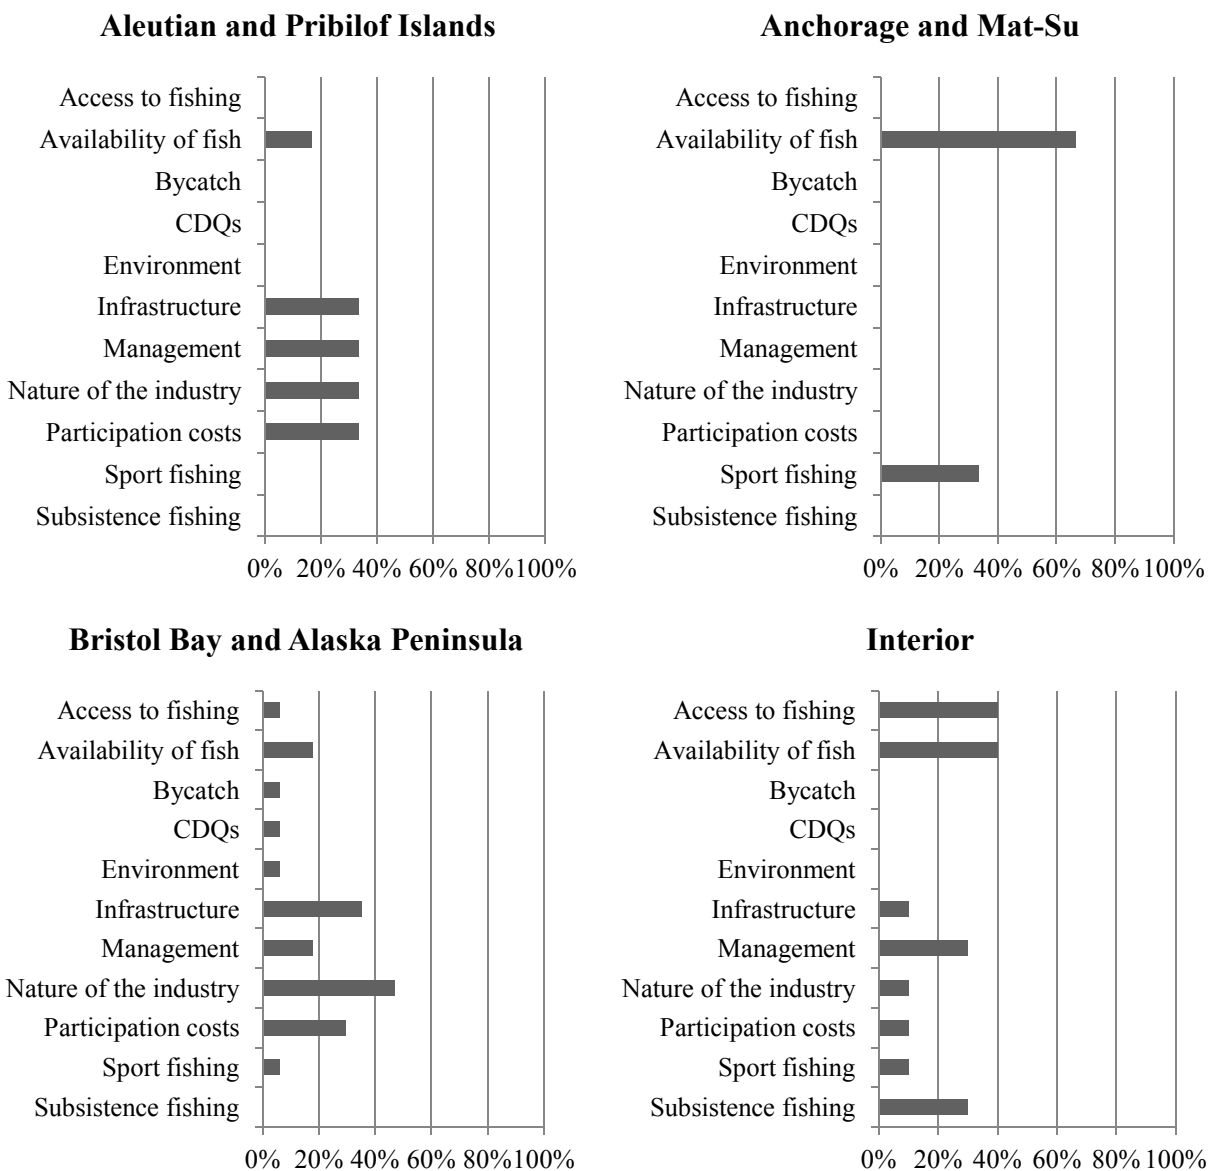 Aleutian and Pribilof Islands
Access to fishing
Availability of fish
Bycatch
CDQs
Environment
Infrastructure
Management
Nature of the industry
Participation costs
Sport fishing
Subsistence fishing
0% 20% 40% 60% 80%100%
Anchorage and Mat-Su
Access to fishing
Availability of fish
Bycatch
CDQs
Environment
Infrastructure
Management
Nature of the industry
Participation costs
Sport fishing
Subsistence fishing
0% 20% 40% 60% 80%100%
Bristol Bay and Alaska Peninsula
Access to fishing
Availability of fish
Bycatch
CDQs
Environment
Infrastructure
Management
Nature of the industry
Participation costs
Sport fishing
Subsistence fishing
0% 20% 40% 60% 80%100%
Interior
Access to fishing
Availability of fish
Bycatch
CDQs
Environment
Infrastructure
Management
Nature of the industry
Participation costs
Sport fishing
Subsistence fishing
0% 20% 40% 60% 80%100%